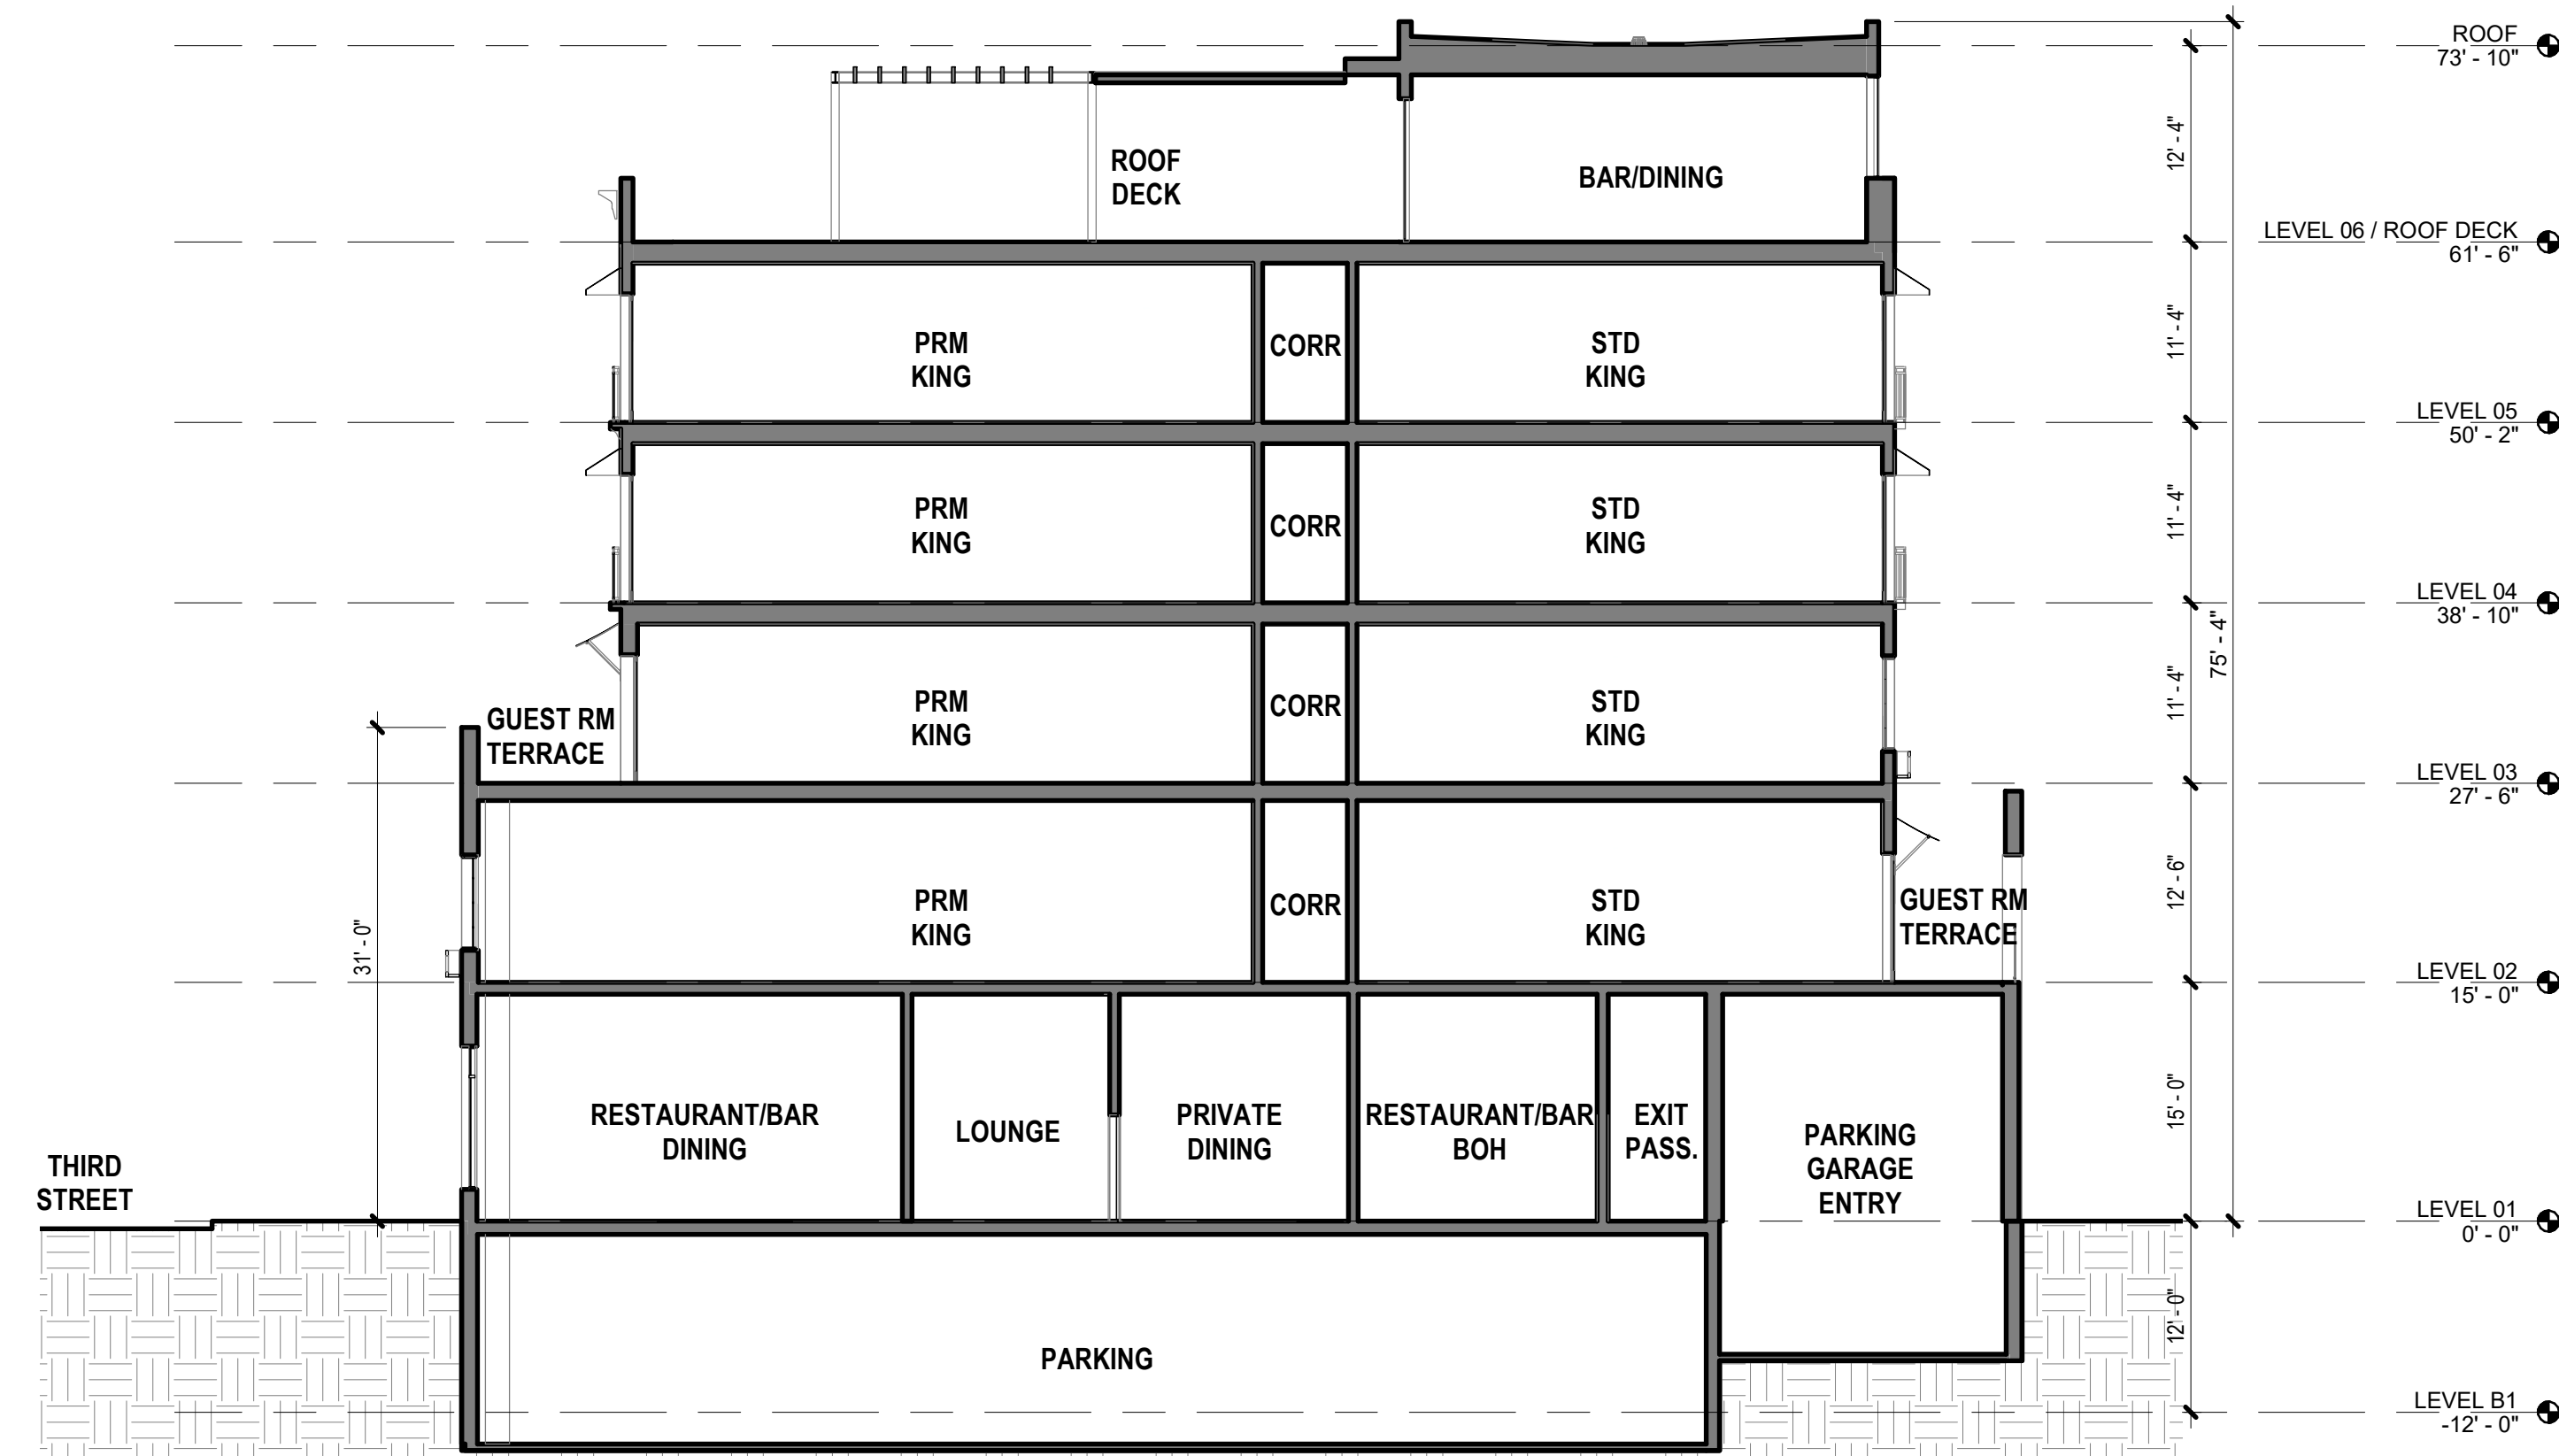 ROOF
73' - 10"
12' - 4"
ROOF
DECK
BAR/DINING
LEVEL 06 / ROOF DECK
61' - 6"
11' - 4"
PRM
KING
CORR
STD
KING
LEVEL 05
50' - 2"
11' - 4"
PRM
KING
CORR
STD
KING
LEVEL 04
38' - 10"
75' - 4"
11' - 4"
GUEST RM
TERRACE
PRM
KING
CORR
STD
KING
LEVEL 03
27' - 6"
12' - 6"
31' - 0"
PRM
KING
CORR
STD
KING
GUEST RM
TERRACE
LEVEL 02
15' - 0"
15' - 0"
RESTAURANT/BAR
DINING
LOUNGE
PRIVATE
DINING
RESTAURANT/BAR
BOH
EXIT
PASS.
PARKING
GARAGE
ENTRY
THIRD
STREET
LEVEL 01
0' - 0"
12' - 0"
PARKING
LEVEL B1
-12' - 0"